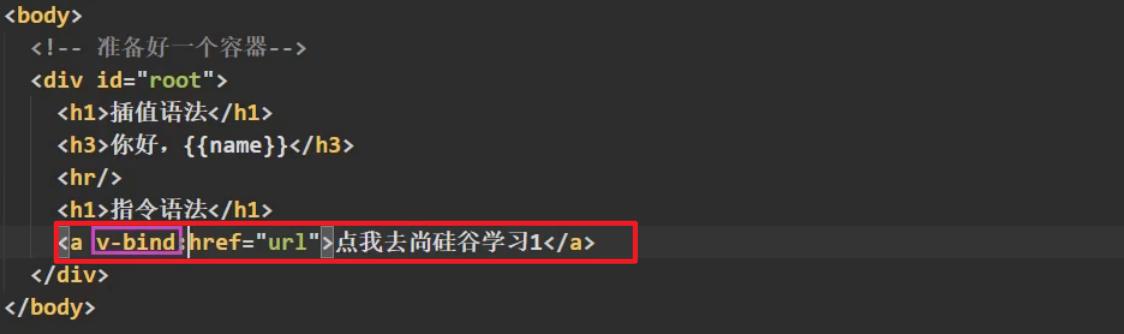 <body>
<!-- 准备好一个容器-->
<div id="root">
<h1>插值语法</h1>
<h3>你好，{{name}}</h3>
<hr/>
<h1>指令语法</h1>
<a v-bind:href="url">点我去尚硅谷学习1</a>
</div>
</body>